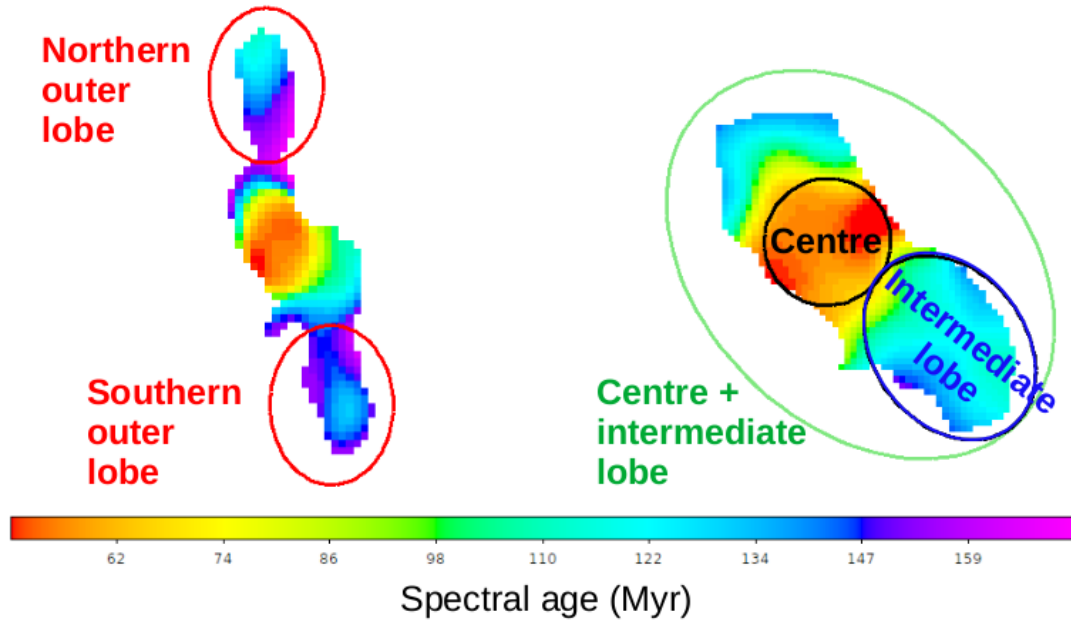 Northern
outer
lobe
Southern
outer
lobe
Centre
Intermediate
lobe
Centre +
intermediate
lobe
62 74 86 98 110 122 134 147 159
Spectral age (Myr)